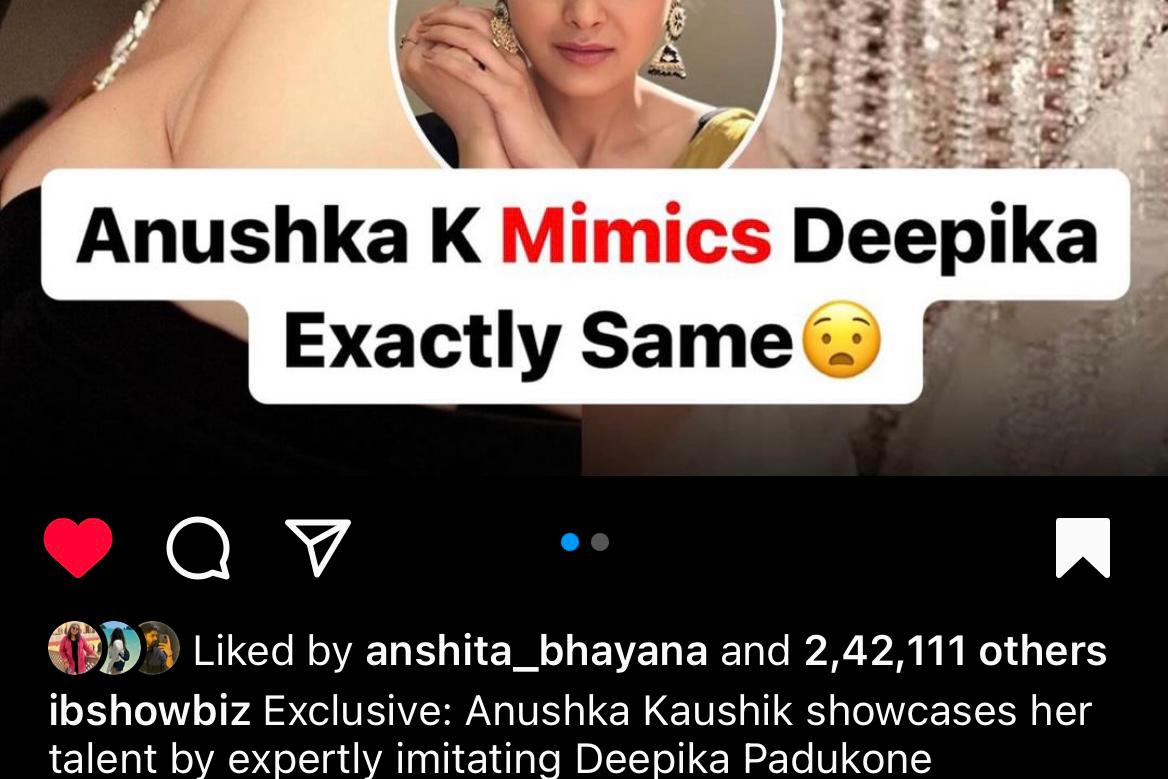 Anushka K Mimics Deepika
Exactly Same😧
Liked by anshita_bhayana and 2,42,111 others
ibshowbiz Exclusive: Anushka Kaushik showcases her
talent by expertly imitating Deepika Padukone